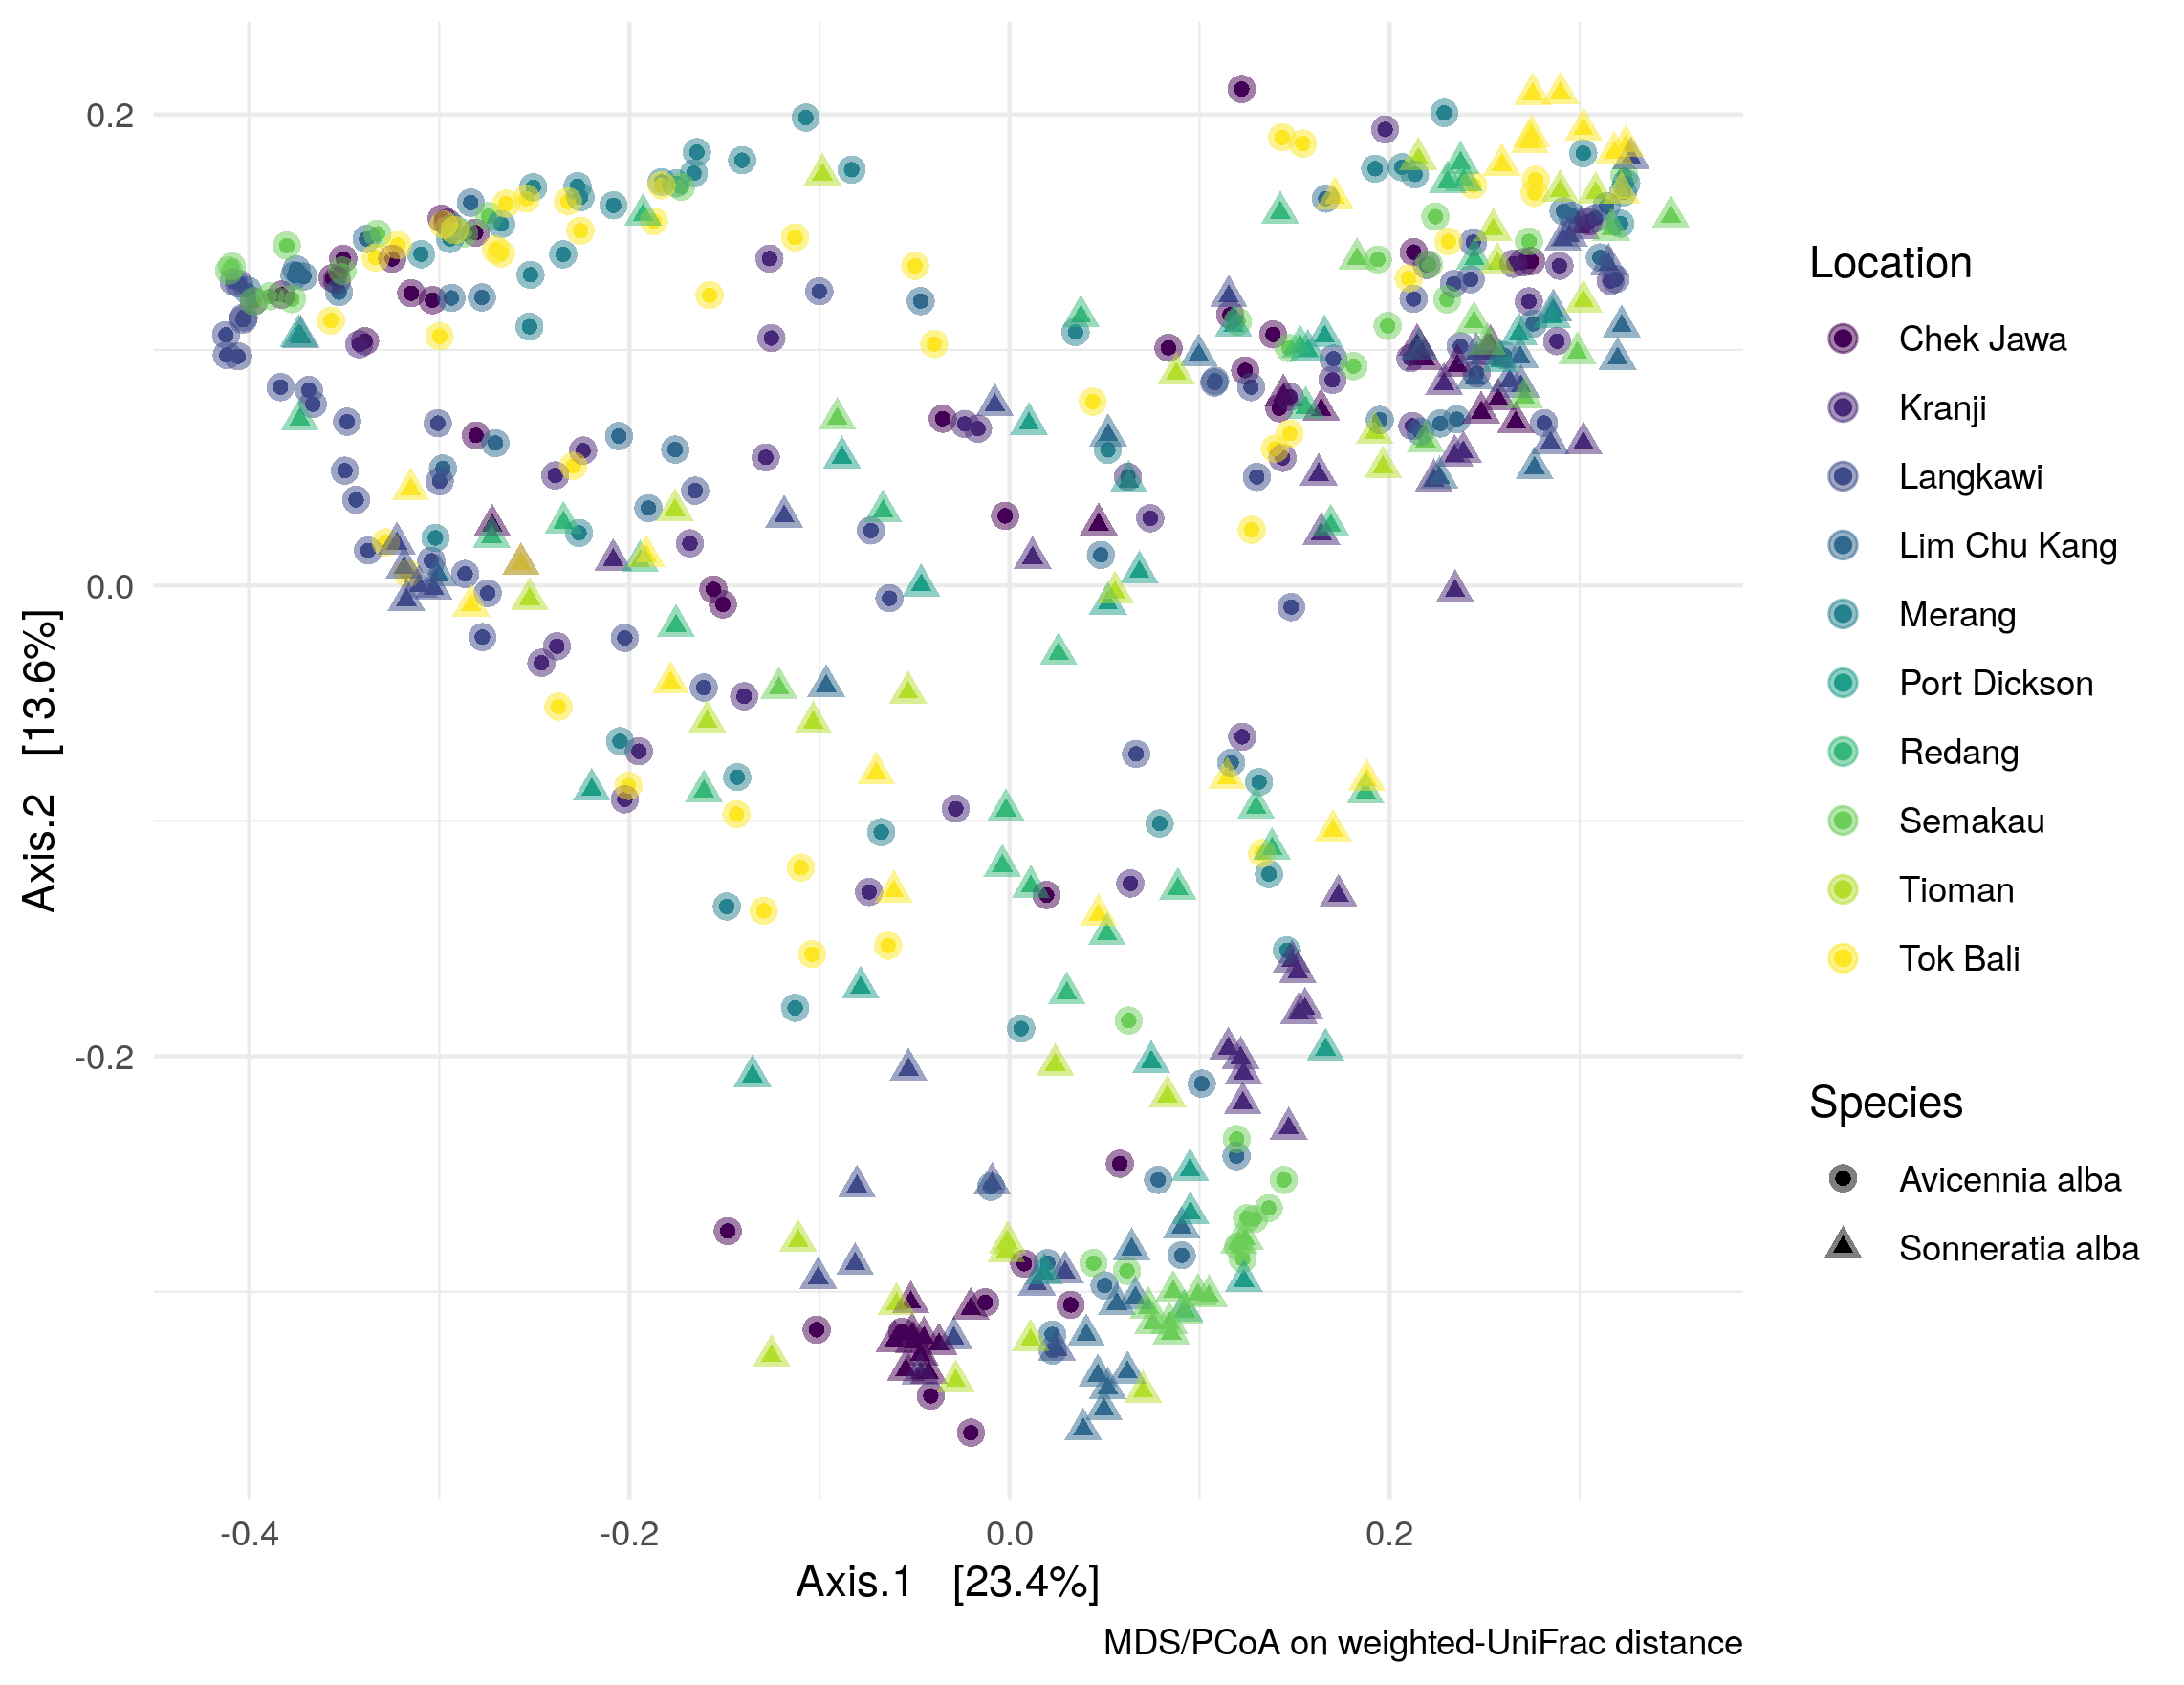 0.2
0.0
-0.2
Axis.2 [13.6%]
-0.4
-0.2
0.0
0.2
Axis.1 [23.4%]
MDS/PCoA on weighted-UniFrac distance
Location
Chek Jawa
Kranji
Langkawi
Lim Chu Kang
Merang
Port Dickson
Redang
Semakau
Tioman
Tok Bali
Species
Avicennia alba
Sonneratia alba